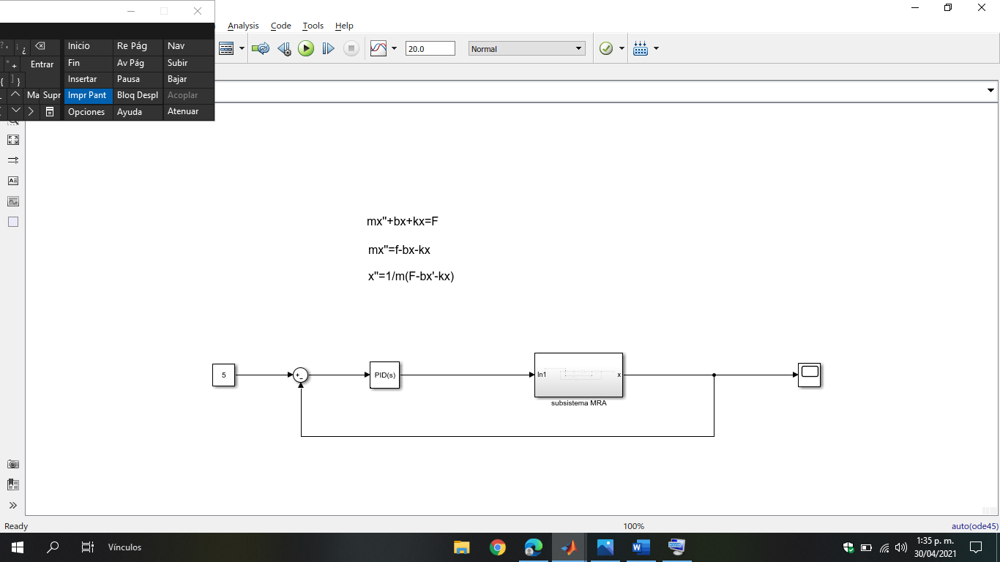 Analysis Code Tools Help
Inicio Re Pág Nav
Entrar Fin Av Pág Subir
Insertar Pausa Bajar
Ma Supr Impr Pant Bloq Despl Acoplar
Opciones Ayuda Atenuar
20.0 Normal
mx"+bx+kx=F
mx"=f-bx-kx
x"=1/m(F-bx'-kx)
5
+
-
PID(s)
In1 x
subsistema MRA
Ready 100% auto(ode45)
Vínculos
1:35 p. m.
30/04/2021